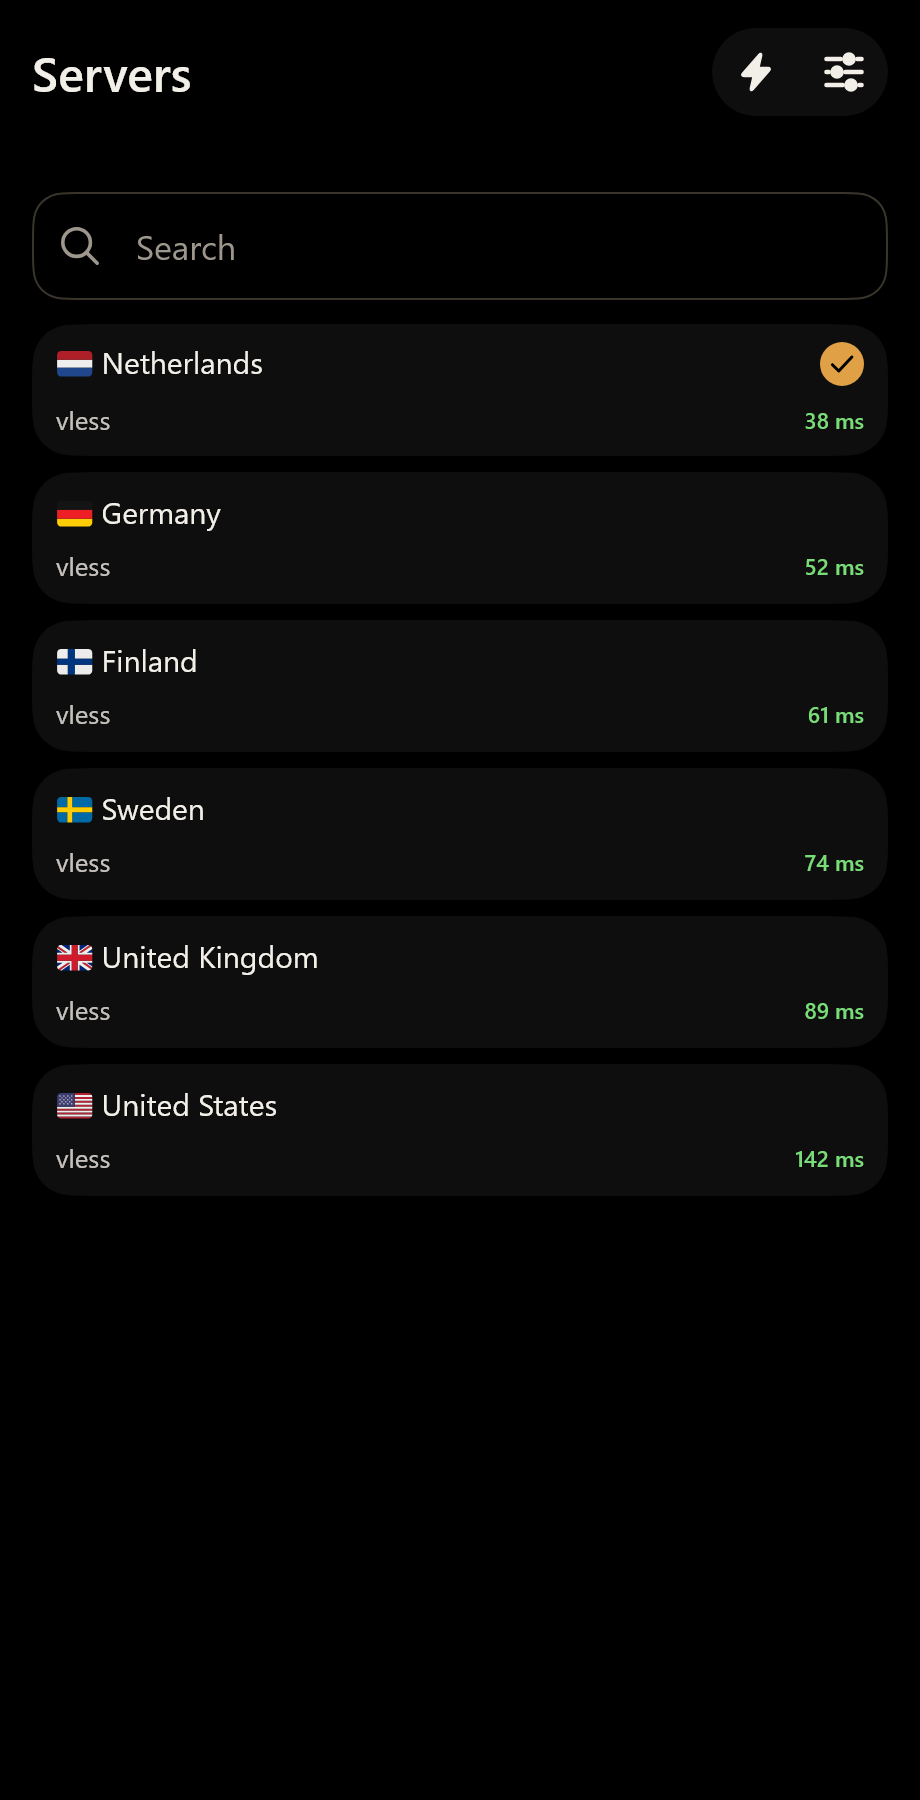 Servers
Search
Netherlands
vless
38 ms
Germany
vless
52 ms
Finland
vless
61 ms
Sweden
vless
74 ms
United Kingdom
vless
89 ms
United States
vless
142 ms